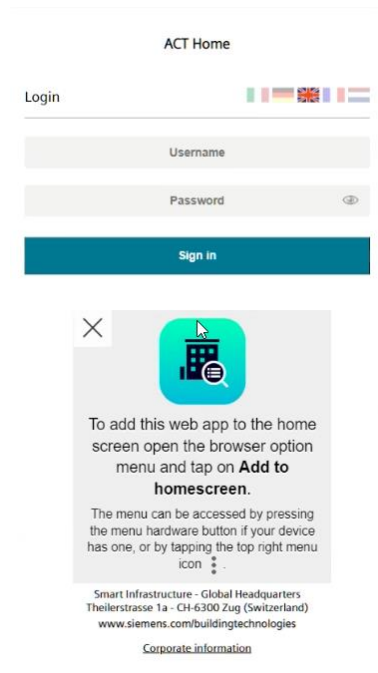 ACT Home
Login
Username
Password
Sign in
To add this web app to the home
screen open the browser option
menu and tap on Add to
homescreen.
The menu can be accessed by pressing
the menu hardware button if your device
has one, or by tapping the top right menu
icon .
Smart Infrastructure - Global Headquarters
Theilerstrasse 1a - CH-6300 Zug (Switzerland)
www.siemens.com/buildingtechnologies
Corporate information